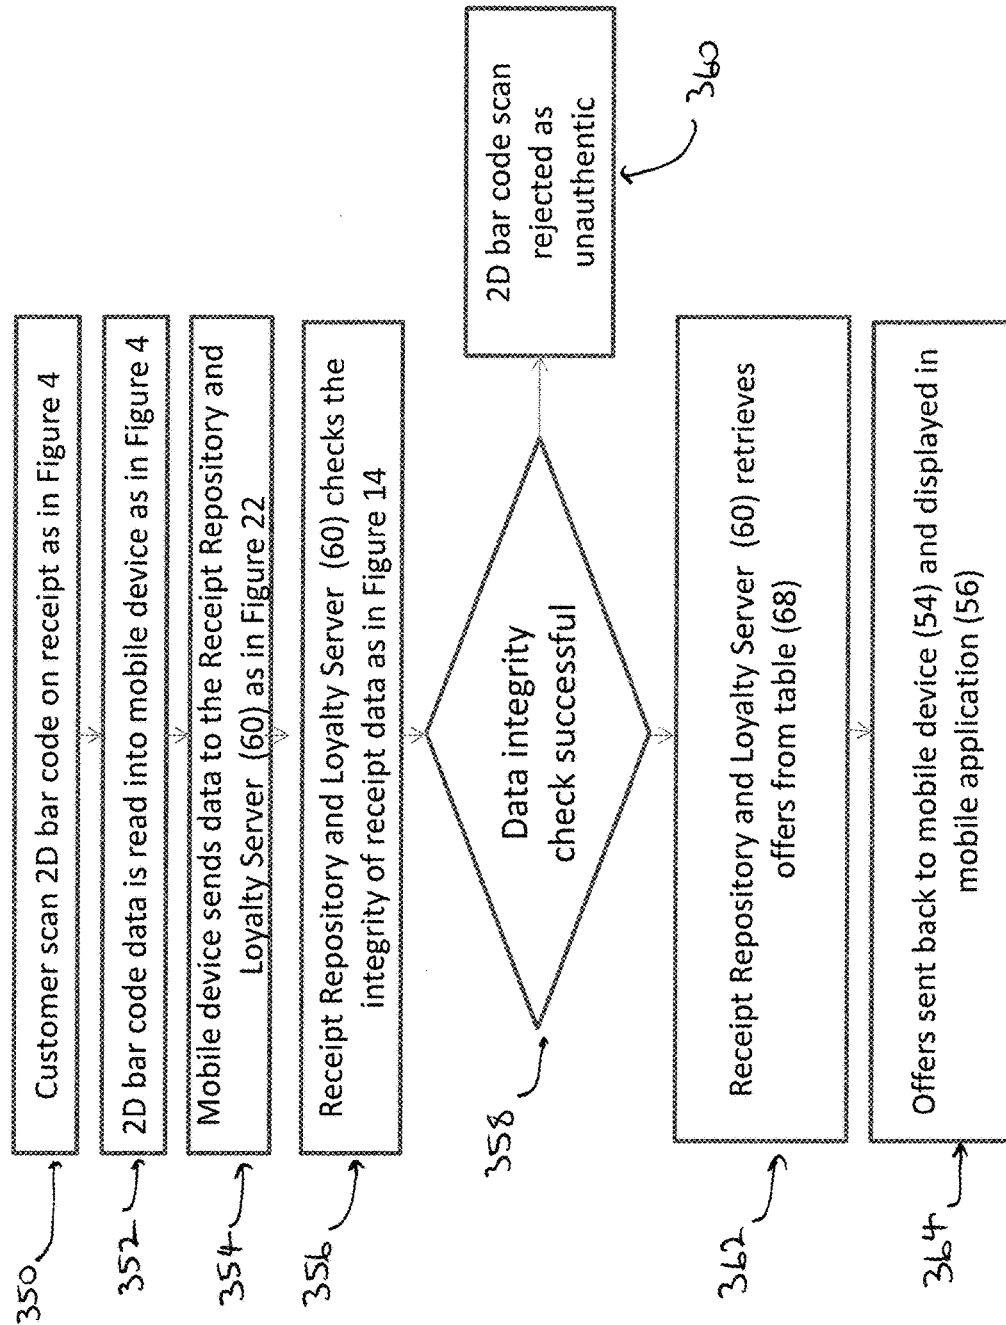 350
Customer scan 2D bar code on receipt as in Figure 4
352
2D bar code data is read into mobile device as in Figure 4
354
Mobile device sends data to the Receipt Repository and
Loyalty Server (60) as in Figure 22
356
Receipt Repository and Loyalty Server (60) checks the
integrity of receipt data as in Figure 14
358
Data integrity
check successful
2D bar code scan
rejected as
unauthentic
360
362
Receipt Repository and Loyalty Server (60) retrieves
offers from table (68)
364
Offers sent back to mobile device (54) and displayed in
mobile application (56)